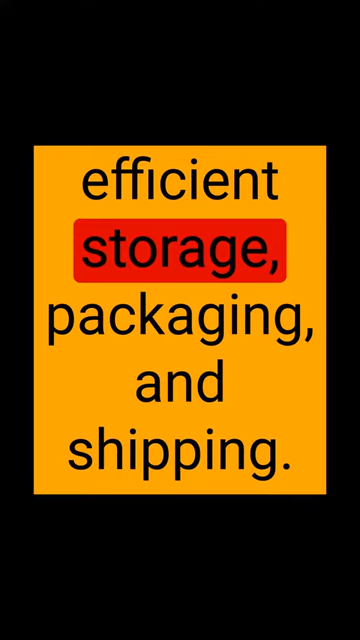 efficient
storage,
packaging,
and
shipping.